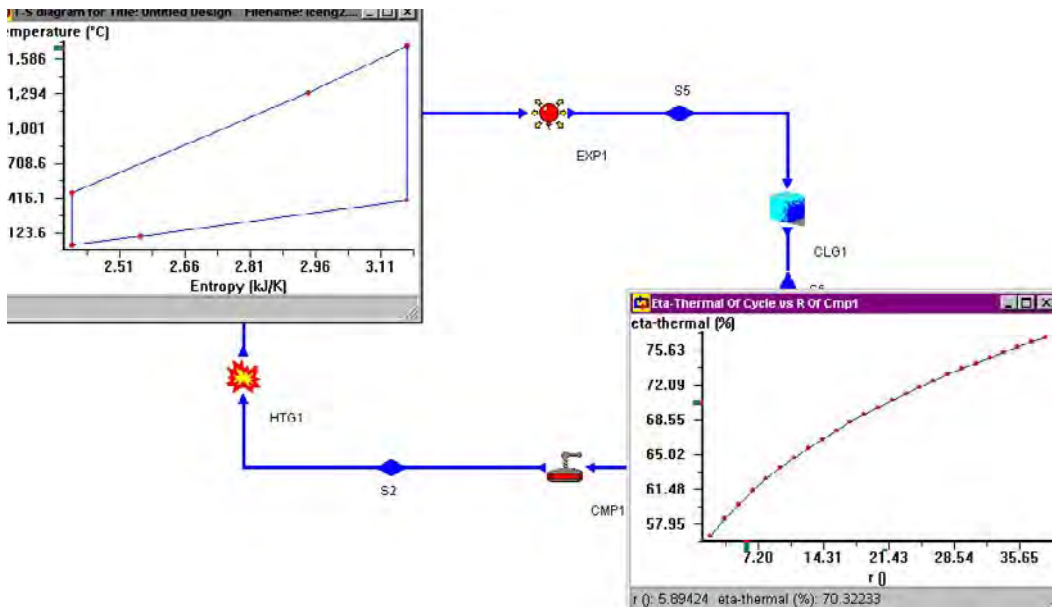 T-S diagram for Title: Untitled Design Filename: iceng2....
emperature (°C)
1,586
1,294
1,001
708.6
416.1
123.6
2.51 2.66 2.81 2.96 3.11
Entropy (kJ/K)
S5
EXP1
CLG1
HTG1
S2
CMP1
Eta-Thermal Of Cycle vs R Of Cmp1
eta-thermal (%)
75.63
72.09
68.55
65.02
61.48
57.95
7.20 14.31 21.43 28.54 35.65
r ()
r (): 5.89424 eta-thermal (%): 70.32233